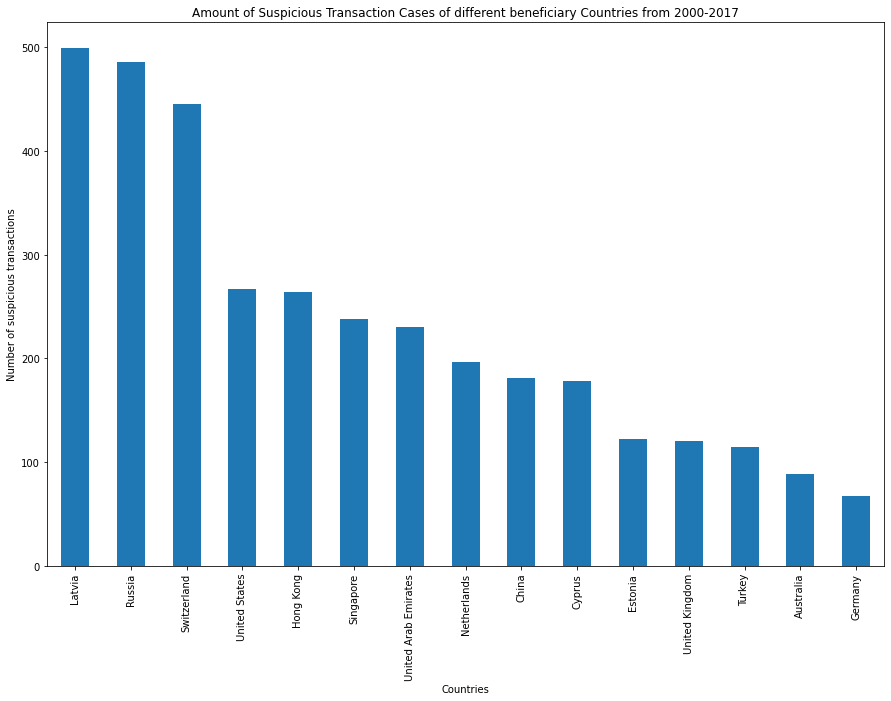 Amount of Suspicious Transaction Cases of different beneficiary Countries from 2000-2017
Number of suspicious transactions
500
400
300
200
100
0
Latvia
Russia
Switzerland
United States
Hong Kong
Singapore
United Arab Emirates
Netherlands
China
Cyprus
Estonia
United Kingdom
Turkey
Australia
Germany
Countries